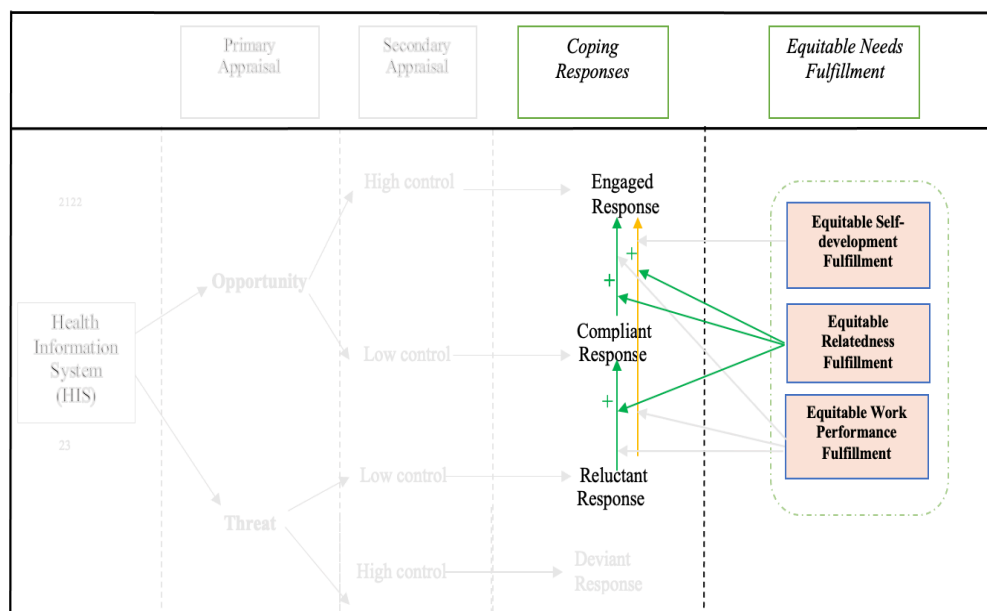 Primary
Appraisal
Secondary
Appraisal
Coping
Responses
Equitable Needs
Fulfillment
2122
High control
Engaged
Response
Equitable Self-
development
Fulfillment
+
+
Opportunity
Health
Information
System
(HIS)
Low control
Compliant
Response
Equitable
Relatedness
Fulfillment
+
Equitable Work
Performance
Fulfillment
23
Low control
Reluctant
Response
Threat
High control
Deviant
Response